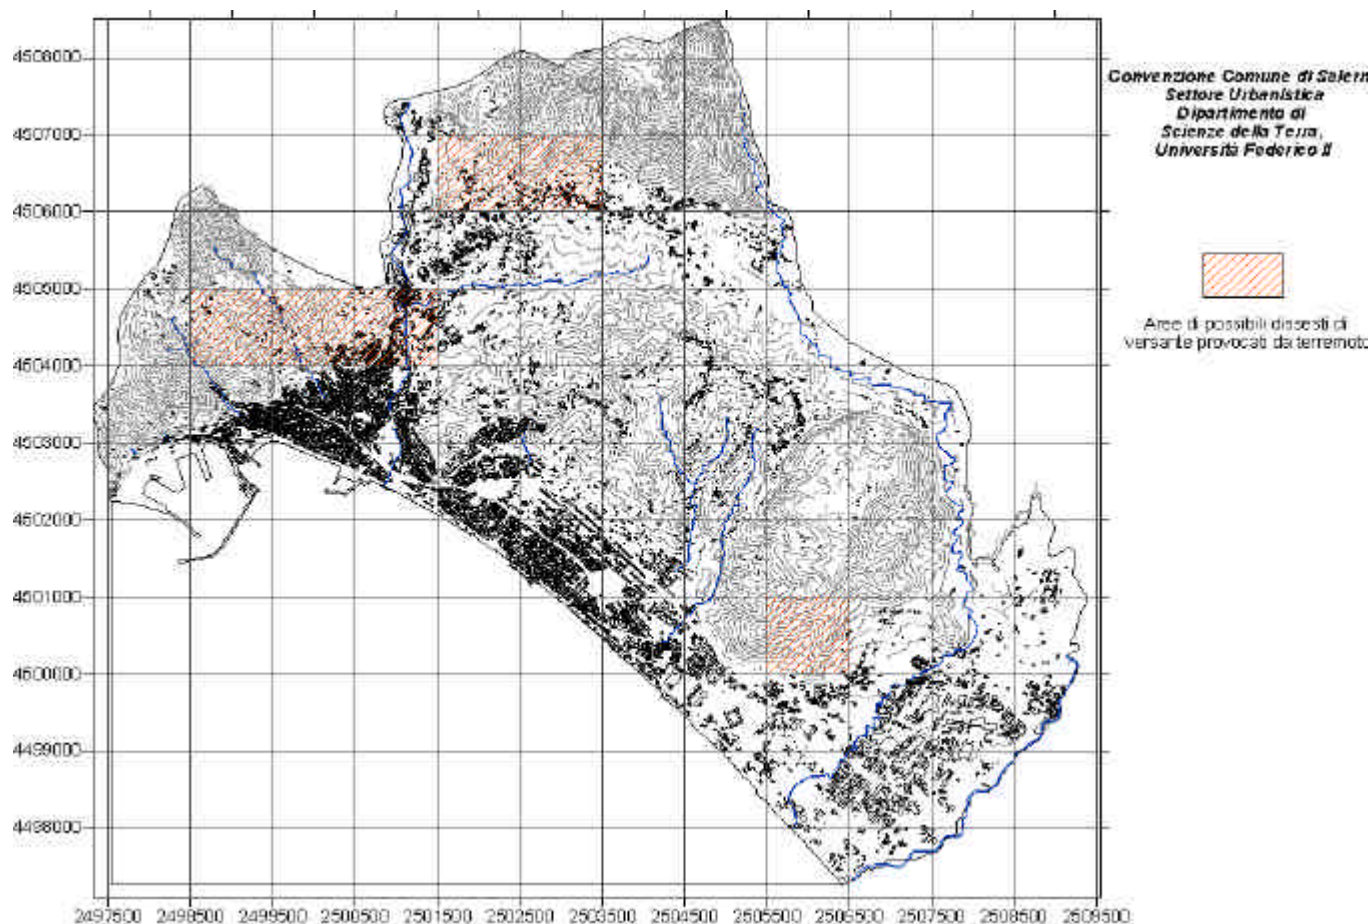 4508000
4507000
4506000
4505000
4504000
4503000
4502000
4501000
4500000
4499000
4498000
2497500 2498500 2499500 2500500 2501500 2502500 2503500 2504500 2505500 2506500 2507500 2508500 2509500
Convenzione Comune di Salern
Settore Urbanistica
Dipartimento di
Scienze della Terra,
Università Federico II
Aree di possibili dissesti di
versante provocati da terremoto